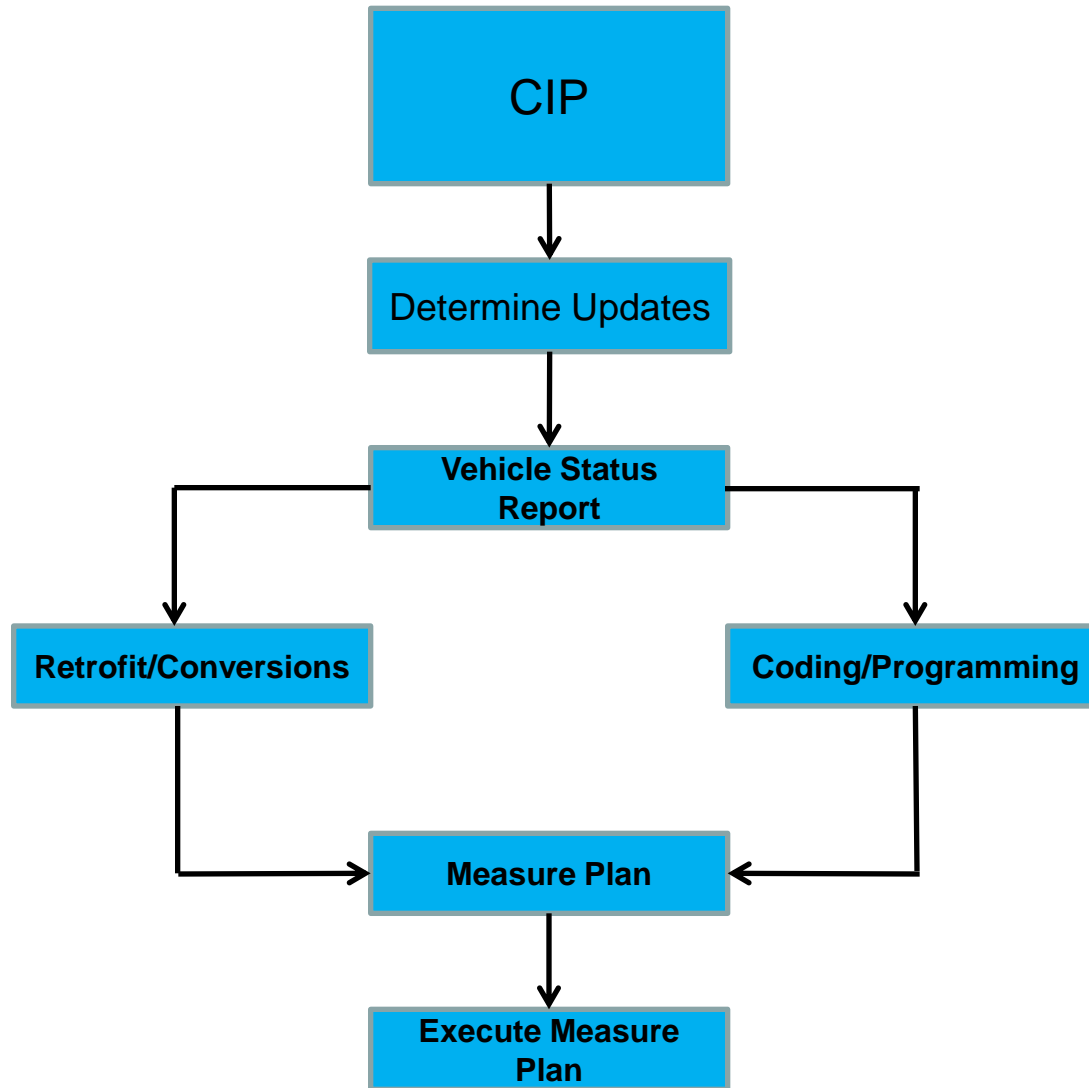 CIP
Determine Updates
Vehicle Status
Report
Retrofit/Conversions
Coding/Programming
Measure Plan
Execute Measure
Plan